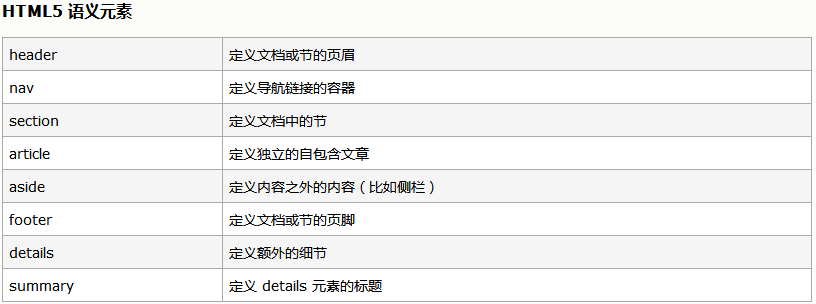 HTML5 语义元素
header 定义文档或节的页眉
nav 定义导航链接的容器
section 定义文档中的节
article 定义独立的自包含文章
aside 定义内容之外的内容（比如侧栏）
footer 定义文档或节的页脚
details 定义额外的细节
summary 定义 details 元素的标题